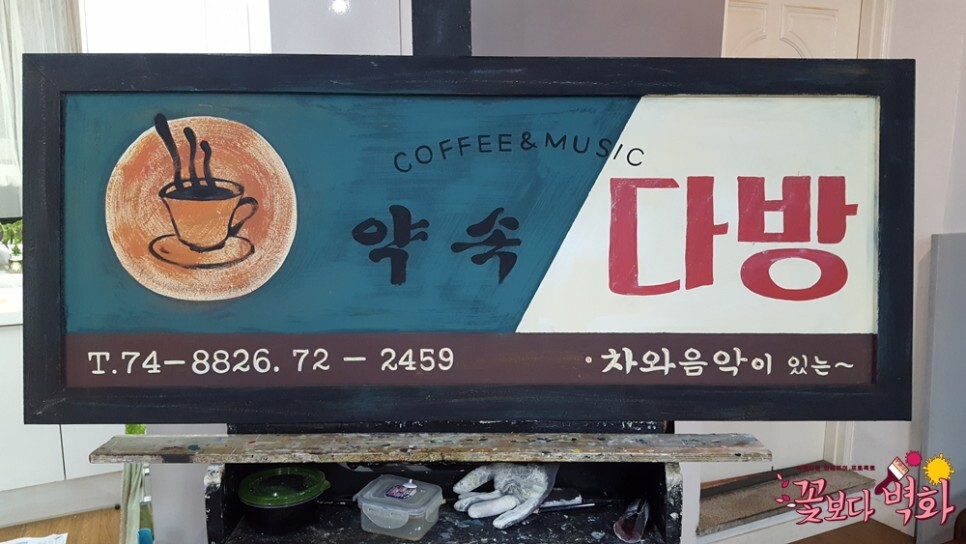 COFFEE&MUSIC
약속 다방
T.74-8826. 72-2459
·차와음악이 있는~
꽃보다 벽화